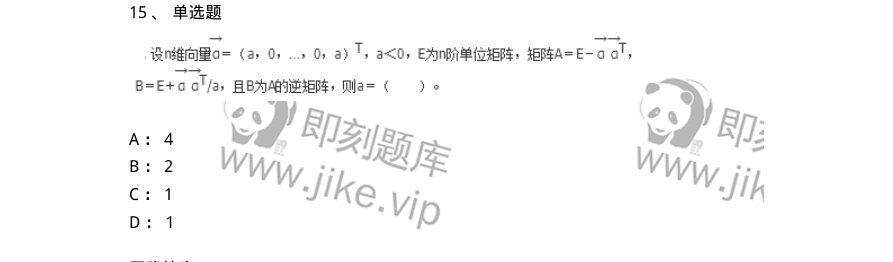 15 、 单选题
设n维向量α=（a，0，…，0，a）T，a＜0，E为n阶单位矩阵，矩阵A=E-α αT，
B=E+α αT/a，且B为A的逆矩阵，则a=（ ）。
A： 4
B： 2
C： 1
D： 1
即刻题库
www.jike.vip
即刻
www.jik